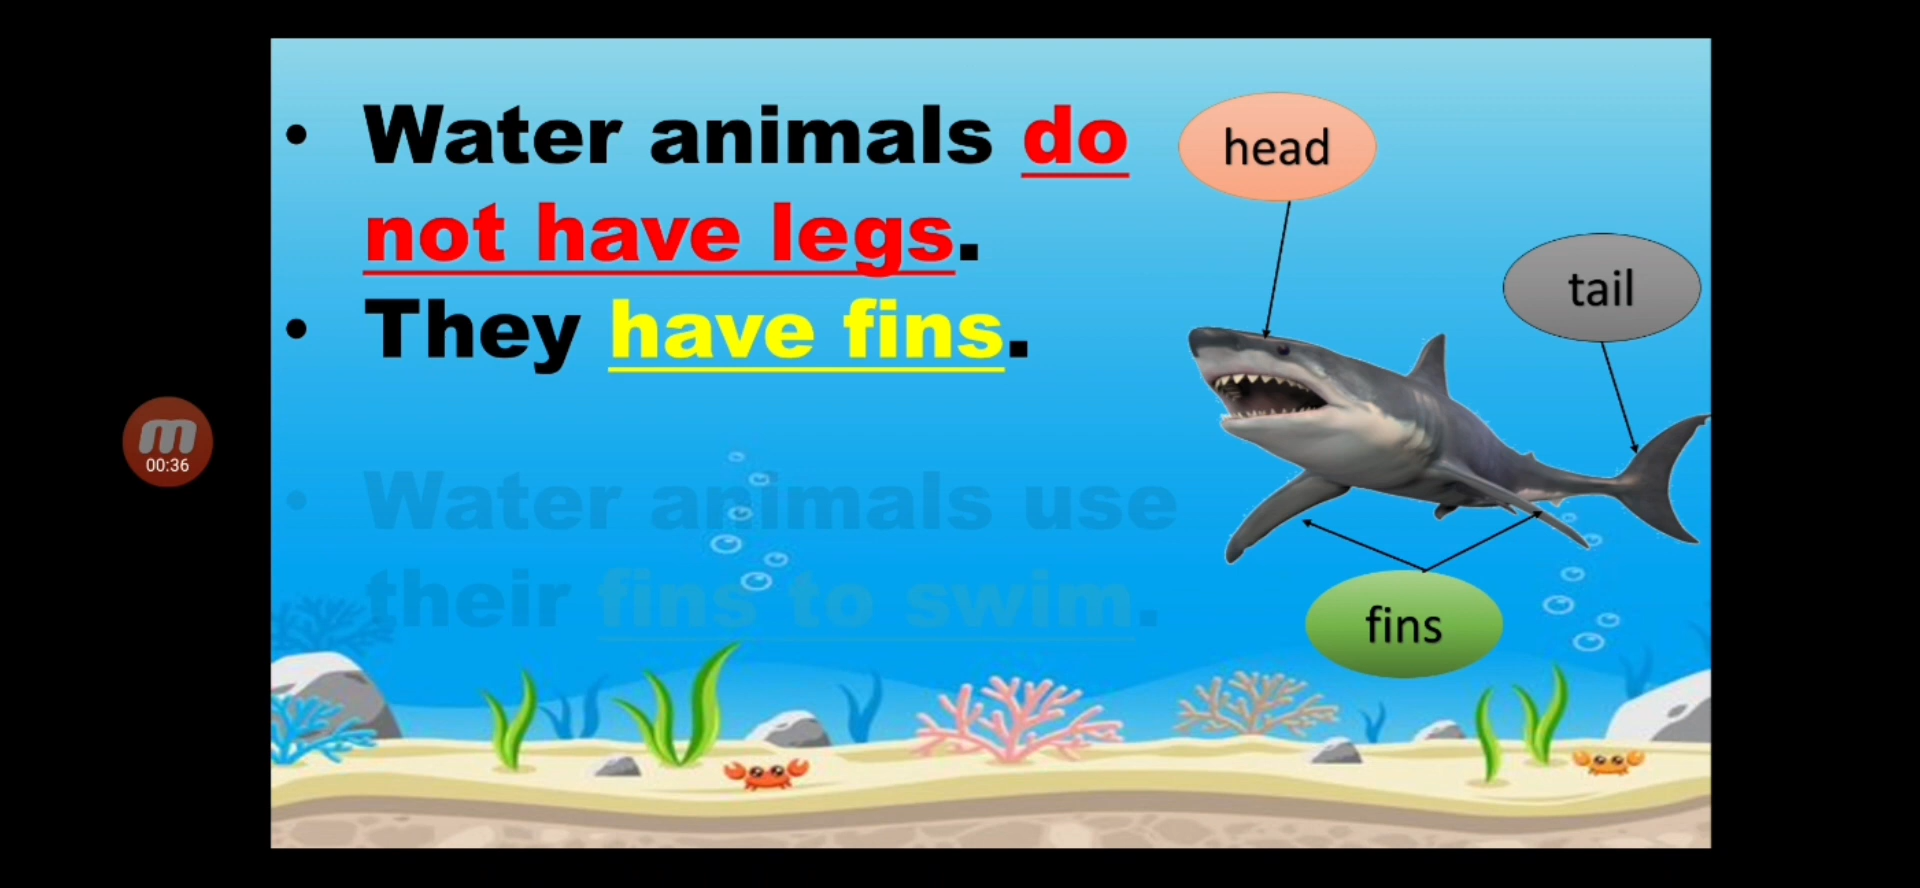 • Water animals do
not have legs.
• They have fins.
• Water animals use
their fins to swim.
head
tail
fins
m
00:36